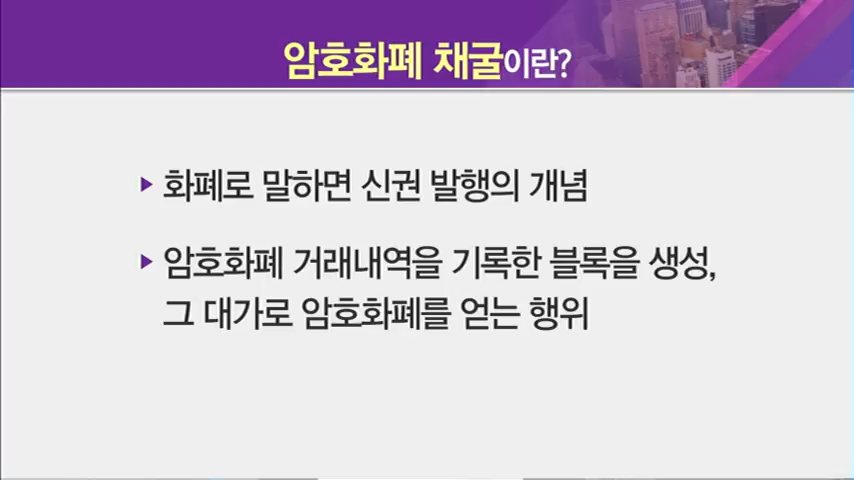 암호화폐 채굴이란?
▶ 화폐로 말하면 신권 발행의 개념
▶ 암호화폐 거래내역을 기록한 블록을 생성,
그 대가로 암호화폐를 얻는 행위